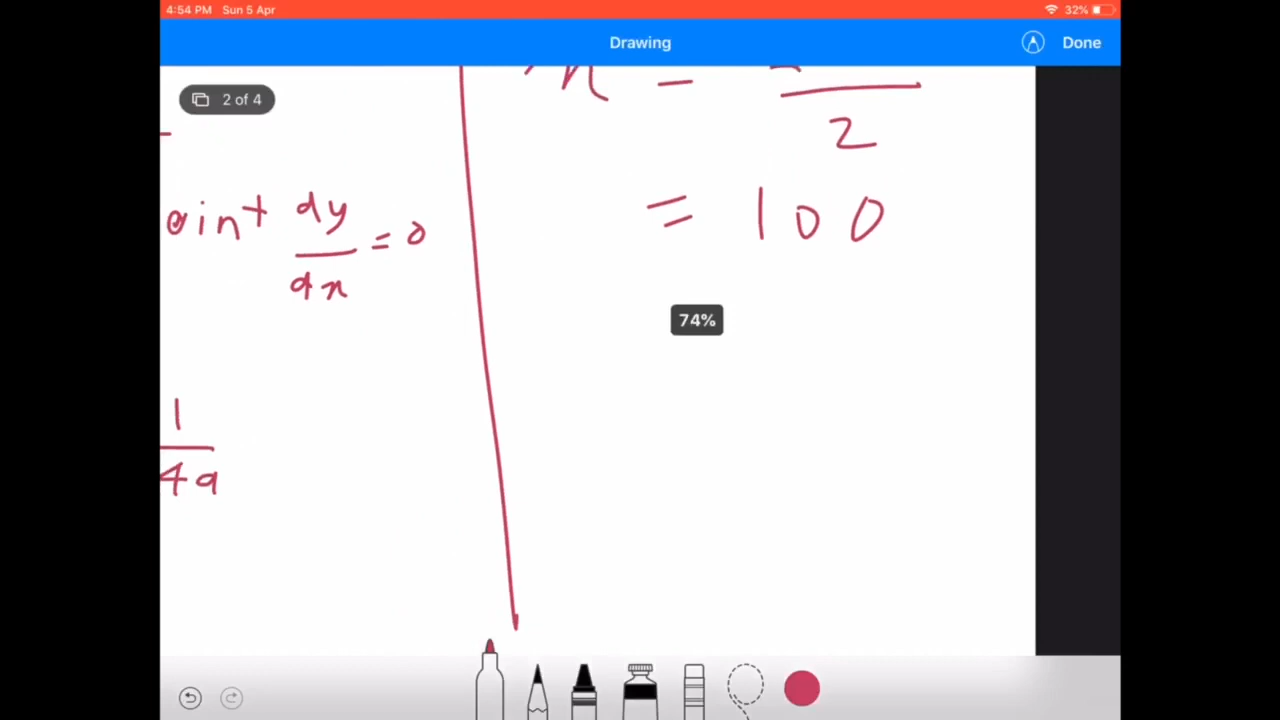 4:54 PM Sun 5 Apr 32%
Drawing
Done
2 of 4
oint dy/dx = 0
1/4a
x = /2
= 100
74%